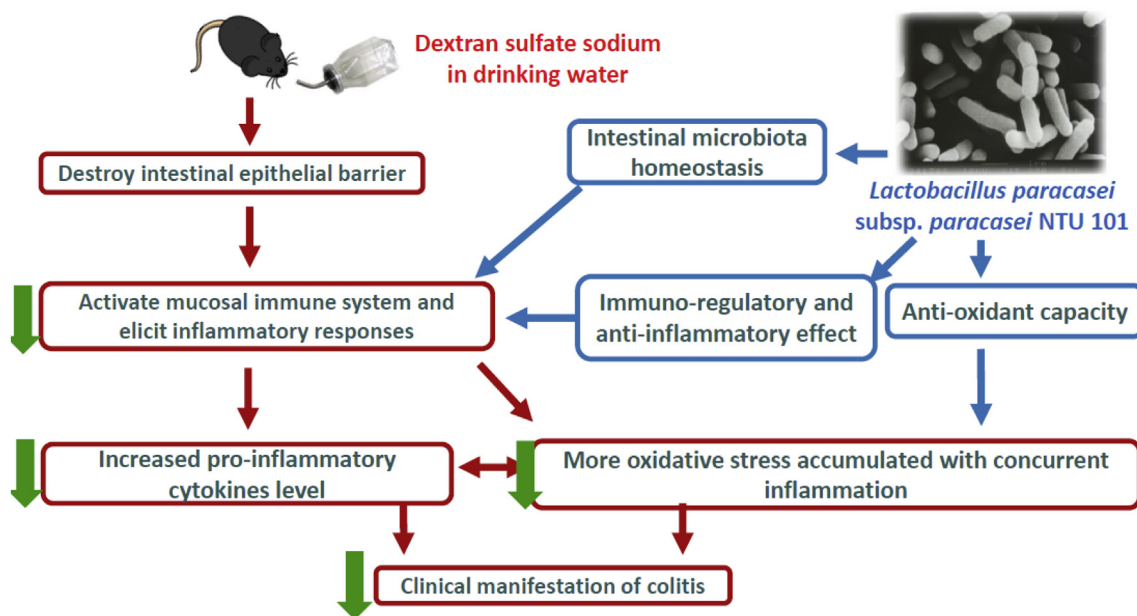 Dextran sulfate sodium
in drinking water
Destroy intestinal epithelial barrier
Intestinal microbiota
homeostasis
Lactobacillus paracasei
subsp. paracasei NTU 101
Activate mucosal immune system and
elicit inflammatory responses
Immuno-regulatory and
anti-inflammatory effect
Anti-oxidant capacity
Increased pro-inflammatory
cytokines level
More oxidative stress accumulated with concurrent
inflammation
Clinical manifestation of colitis